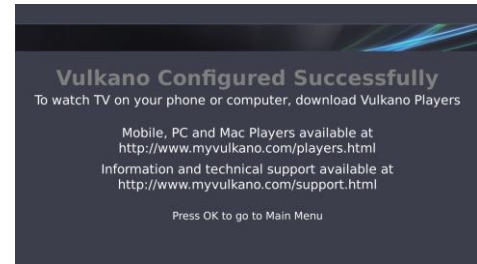 Vulkano Configured Successfully
To watch TV on your phone or computer, download Vulkano Players
Mobile, PC and Mac Players available at
http://www.myvulkano.com/players.html
Information and technical support available at
http://www.myvulkano.com/support.html
Press OK to go to Main Menu